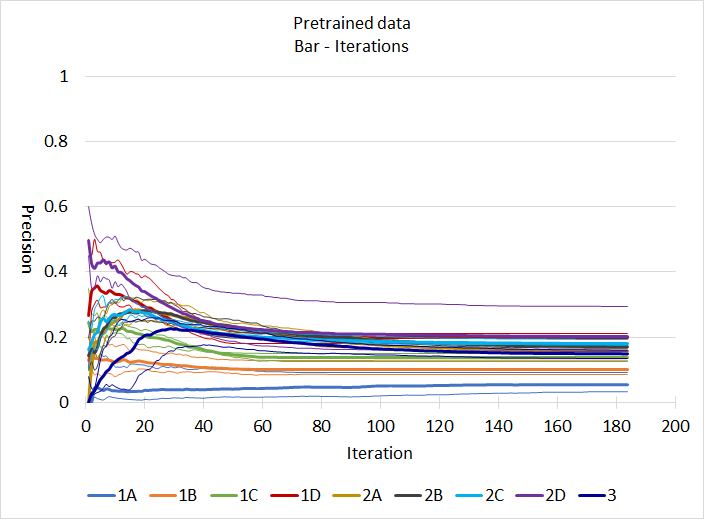 Pretrained data
Bar - Iterations
1
0.8
0.6
0.4
0.2
0
Precision
0 20 40 60 80 100 120 140 160 180 200
Iteration
1A 1B 1C 1D 2A 2B 2C 2D 3